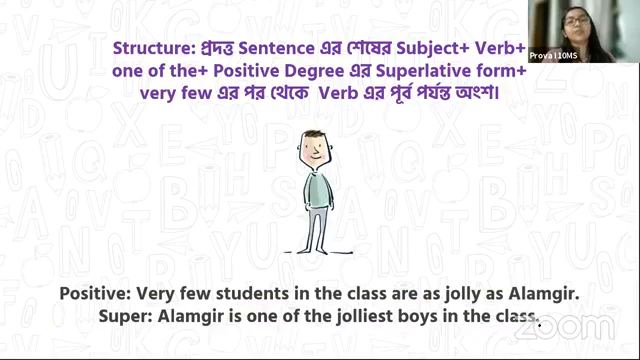 Structure: প্রদত্ত Sentence এর শেষের Subject+ Verb+
one of the+ Positive Degree এর Superlative form+
very few এর পর থেকে Verb এর পূর্ব পর্যন্ত অংশ।
Prova I 10MS
Positive: Very few students in the class are as jolly as Alamgir.
Super: Alamgir is one of the jolliest boys in the class.
zoom